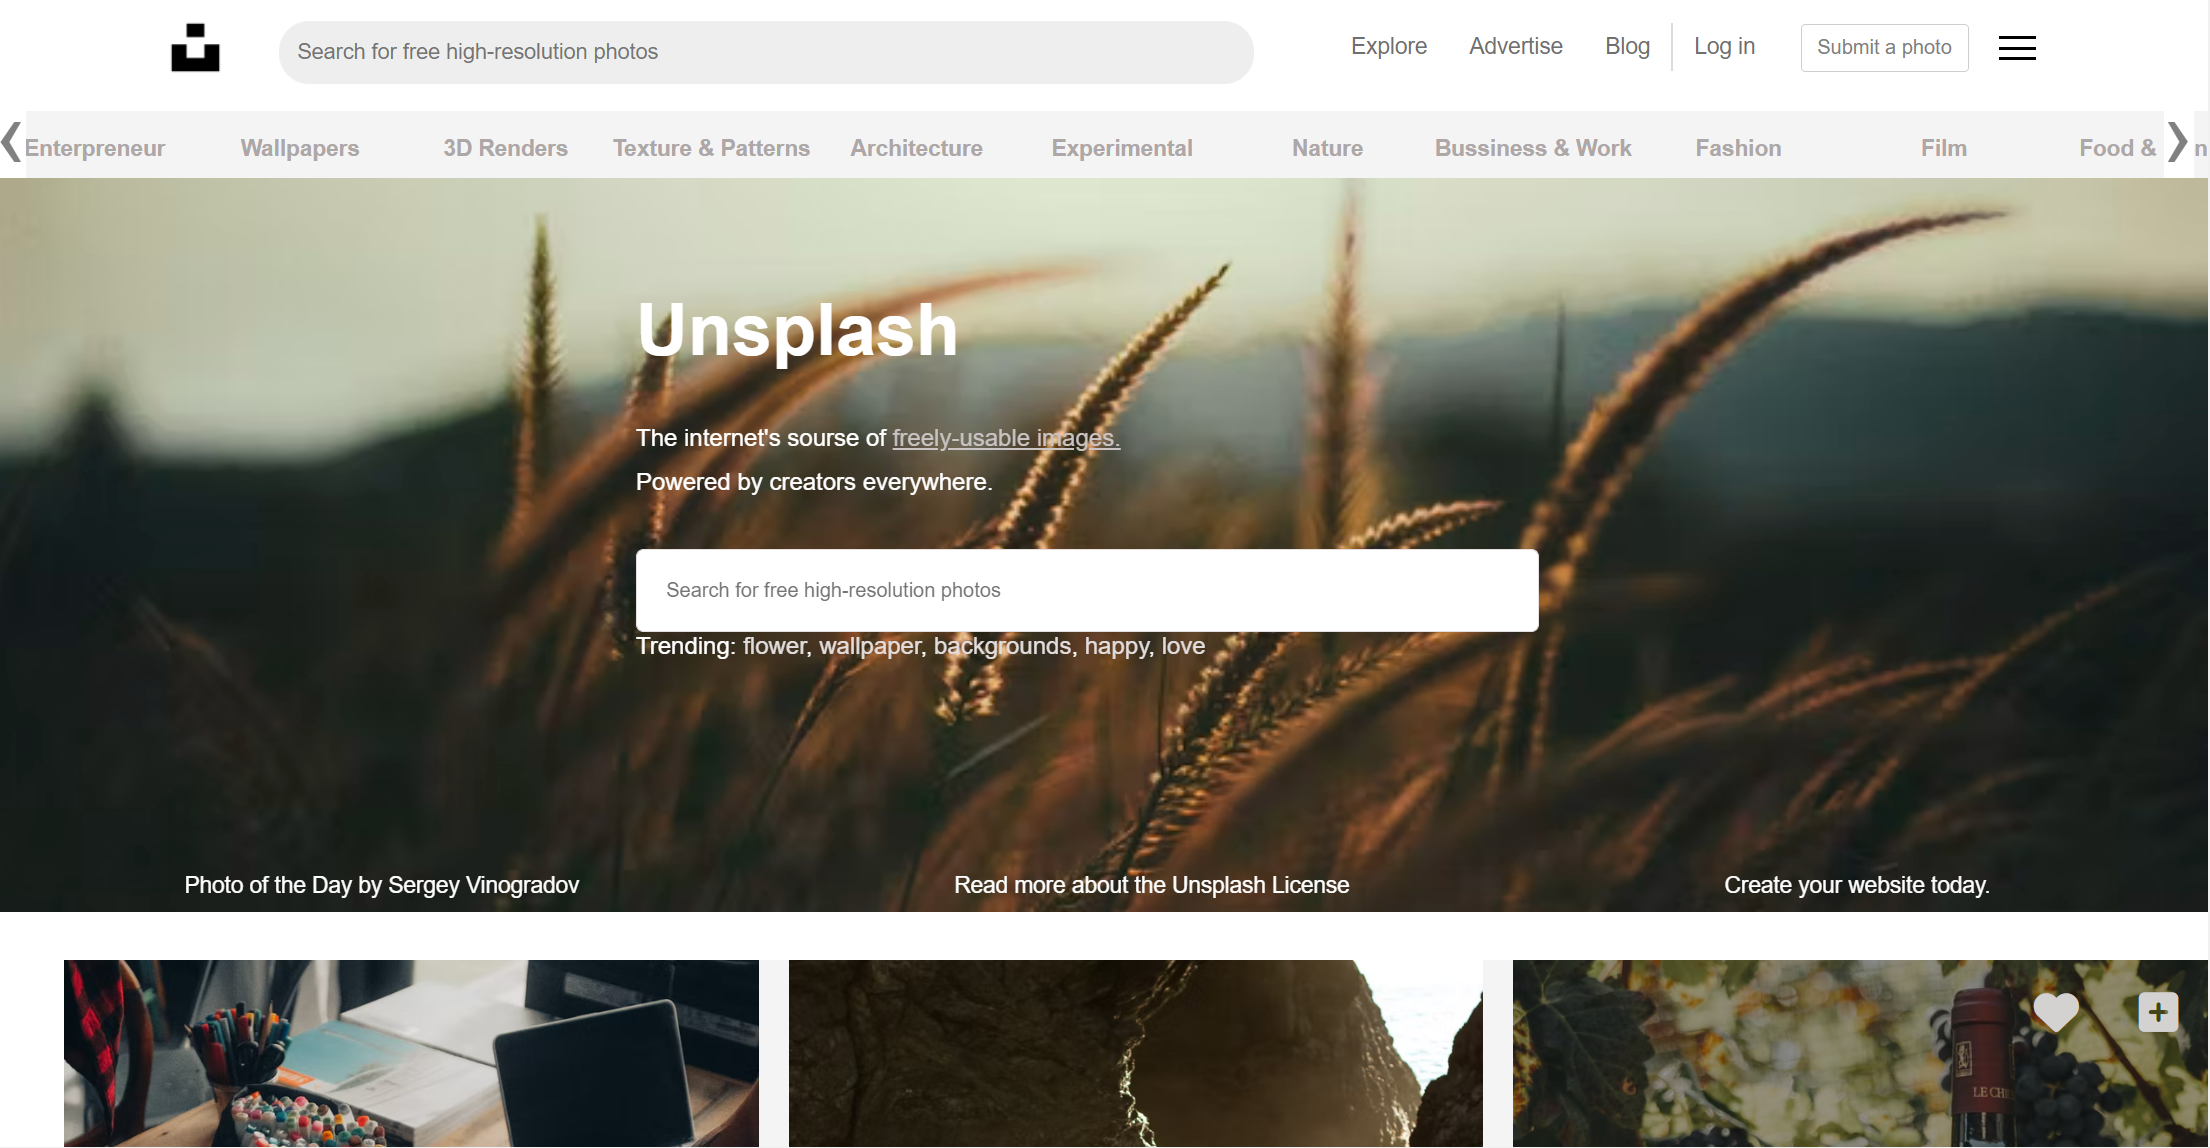 Search for free high-resolution photos
Explore Advertise Blog Log in Submit a photo
Enterpreneur Wallpapers 3D Renders Texture & Patterns Architecture Experimental Nature Bussiness & Work Fashion Film Food &
Unsplash
The internet's sourse of freely-usable images.
Powered by creators everywhere.
Search for free high-resolution photos
Trending: flower, wallpaper, backgrounds, happy, love
Photo of the Day by Sergey Vinogradov Read more about the Unsplash License Create your website today.